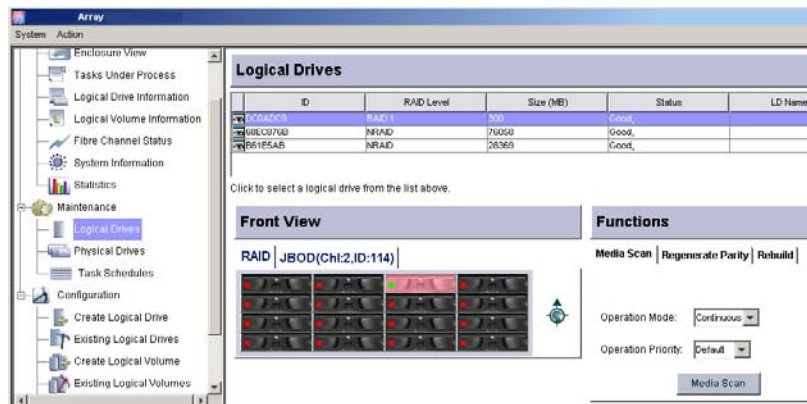 Array
System Action
Enclosure View
Tasks Under Process
Logical Drive Information
Logical Volume Information
Fibre Channel Status
System Information
Statistics
Maintenance
Logical Drives
Physical Drives
Task Schedules
Configuration
Create Logical Drive
Existing Logical Drives
Create Logical Volume
Existing Logical Volumes
Logical Drives
ID RAID Level Size (MB) Status LD Name
RAID 1 300 Good,
NRAID 76050 Good,
B61E5AB NRAID 28369 Good,
Click to select a logical drive from the list above.
Front View
RAID JBOD(Chl:2,ID:114)
Functions
Media Scan Regenerate Parity Rebuild
Operation Mode: Continuous
Operation Priority: Default
Media Scan